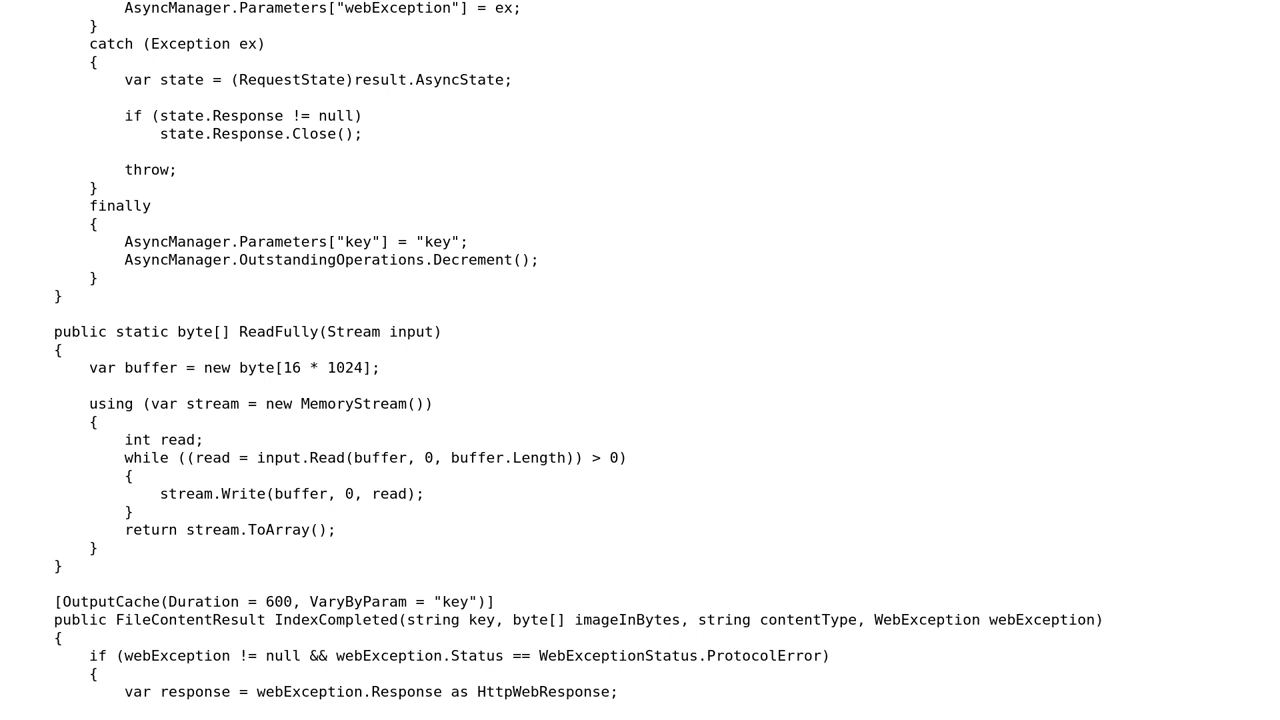 AsyncManager.Parameters["webException"] = ex;
}
catch (Exception ex)
{
var state = (RequestState)result.AsyncState;
if (state.Response != null)
state.Response.Close();
throw;
}
finally
{
AsyncManager.Parameters["key"] = "key";
AsyncManager.OutstandingOperations.Decrement();
}
}
public static byte[] ReadFully(Stream input)
{
var buffer = new byte[16 * 1024];
using (var stream = new MemoryStream())
{
int read;
while ((read = input.Read(buffer, 0, buffer.Length)) > 0)
{
stream.Write(buffer, 0, read);
}
return stream.ToArray();
}
}
[OutputCache(Duration = 600, VaryByParam = "key")]
public FileContentResult IndexCompleted(string key, byte[] imageInBytes, string contentType, WebException webException)
{
if (webException != null && webException.Status == WebExceptionStatus.ProtocolError)
{
var response = webException.Response as HttpWebResponse;